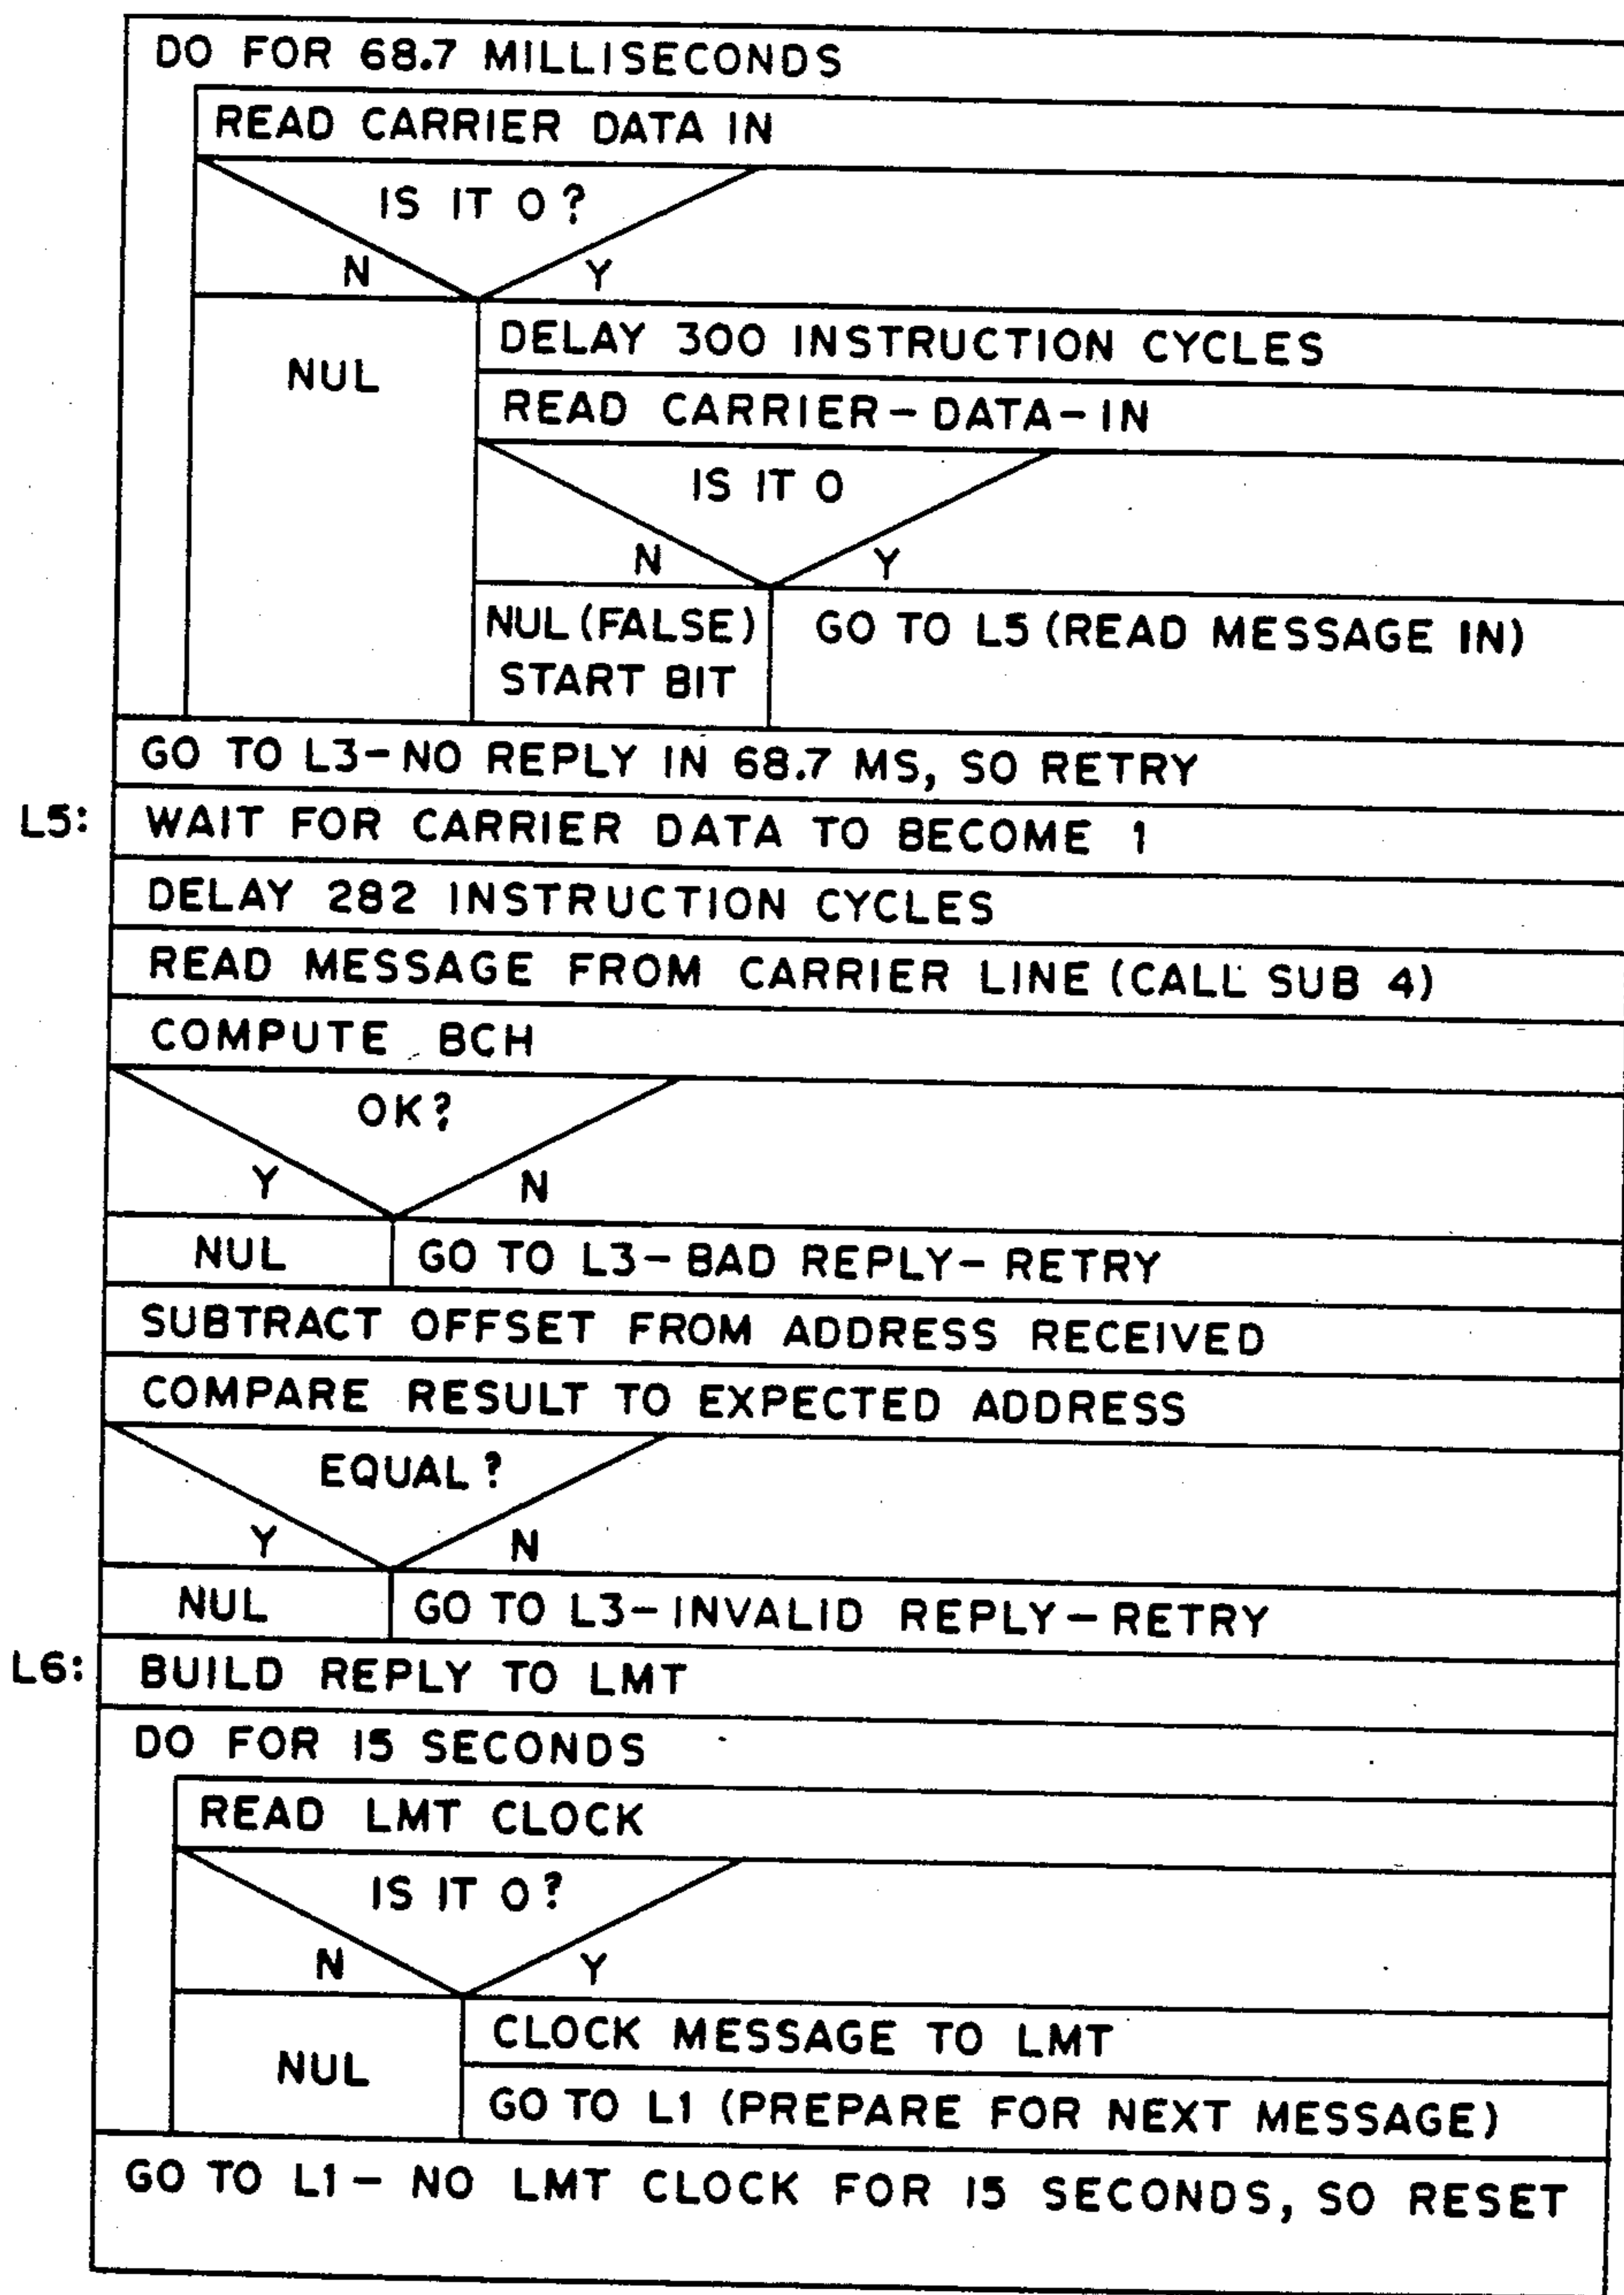 DO FOR 68.7 MILLISECONDS
READ CARRIER DATA IN
IS IT 0?
N Y
DELAY 300 INSTRUCTION CYCLES
NUL
READ CARRIER-DATA-IN
IS IT 0
N Y
NUL (FALSE) GO TO L5 (READ MESSAGE IN)
START BIT
GO TO L3-NO REPLY IN 68.7 MS, SO RETRY
L5: WAIT FOR CARRIER DATA TO BECOME 1
DELAY 282 INSTRUCTION CYCLES
READ MESSAGE FROM CARRIER LINE (CALL SUB 4)
COMPUTE BCH
OK?
Y N
NUL GO TO L3-BAD REPLY-RETRY
SUBTRACT OFFSET FROM ADDRESS RECEIVED
COMPARE RESULT TO EXPECTED ADDRESS
EQUAL?
Y N
NUL GO TO L3-INVALID REPLY-RETRY
L6: BUILD REPLY TO LMT
DO FOR 15 SECONDS
READ LMT CLOCK
IS IT 0?
N Y
CLOCK MESSAGE TO LMT
NUL
GO TO L1 (PREPARE FOR NEXT MESSAGE)
GO TO L1- NO LMT CLOCK FOR 15 SECONDS, SO RESET